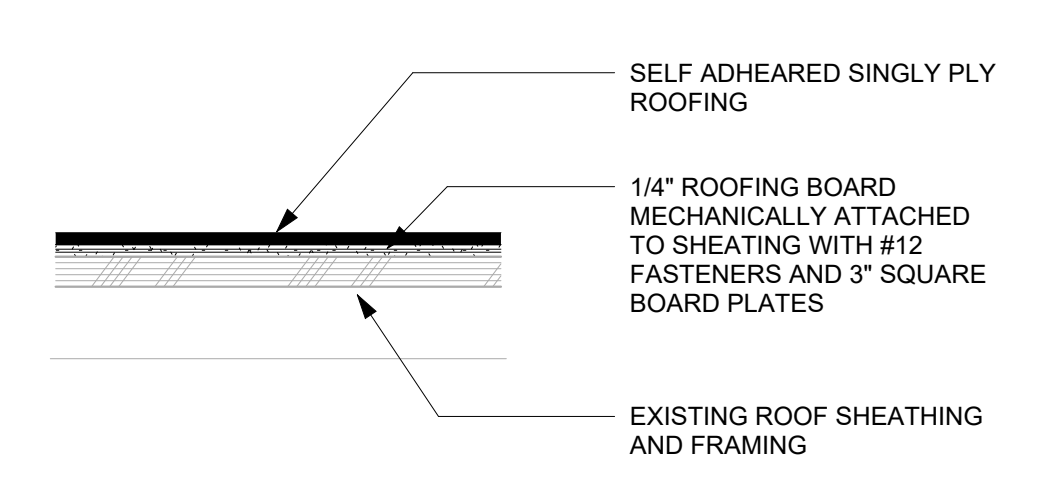 SELF ADHEARED SINGLY PLY
ROOFING
1/4" ROOFING BOARD
MECHANICALLY ATTACHED
TO SHEATING WITH #12
FASTENERS AND 3" SQUARE
BOARD PLATES
EXISTING ROOF SHEATHING
AND FRAMING